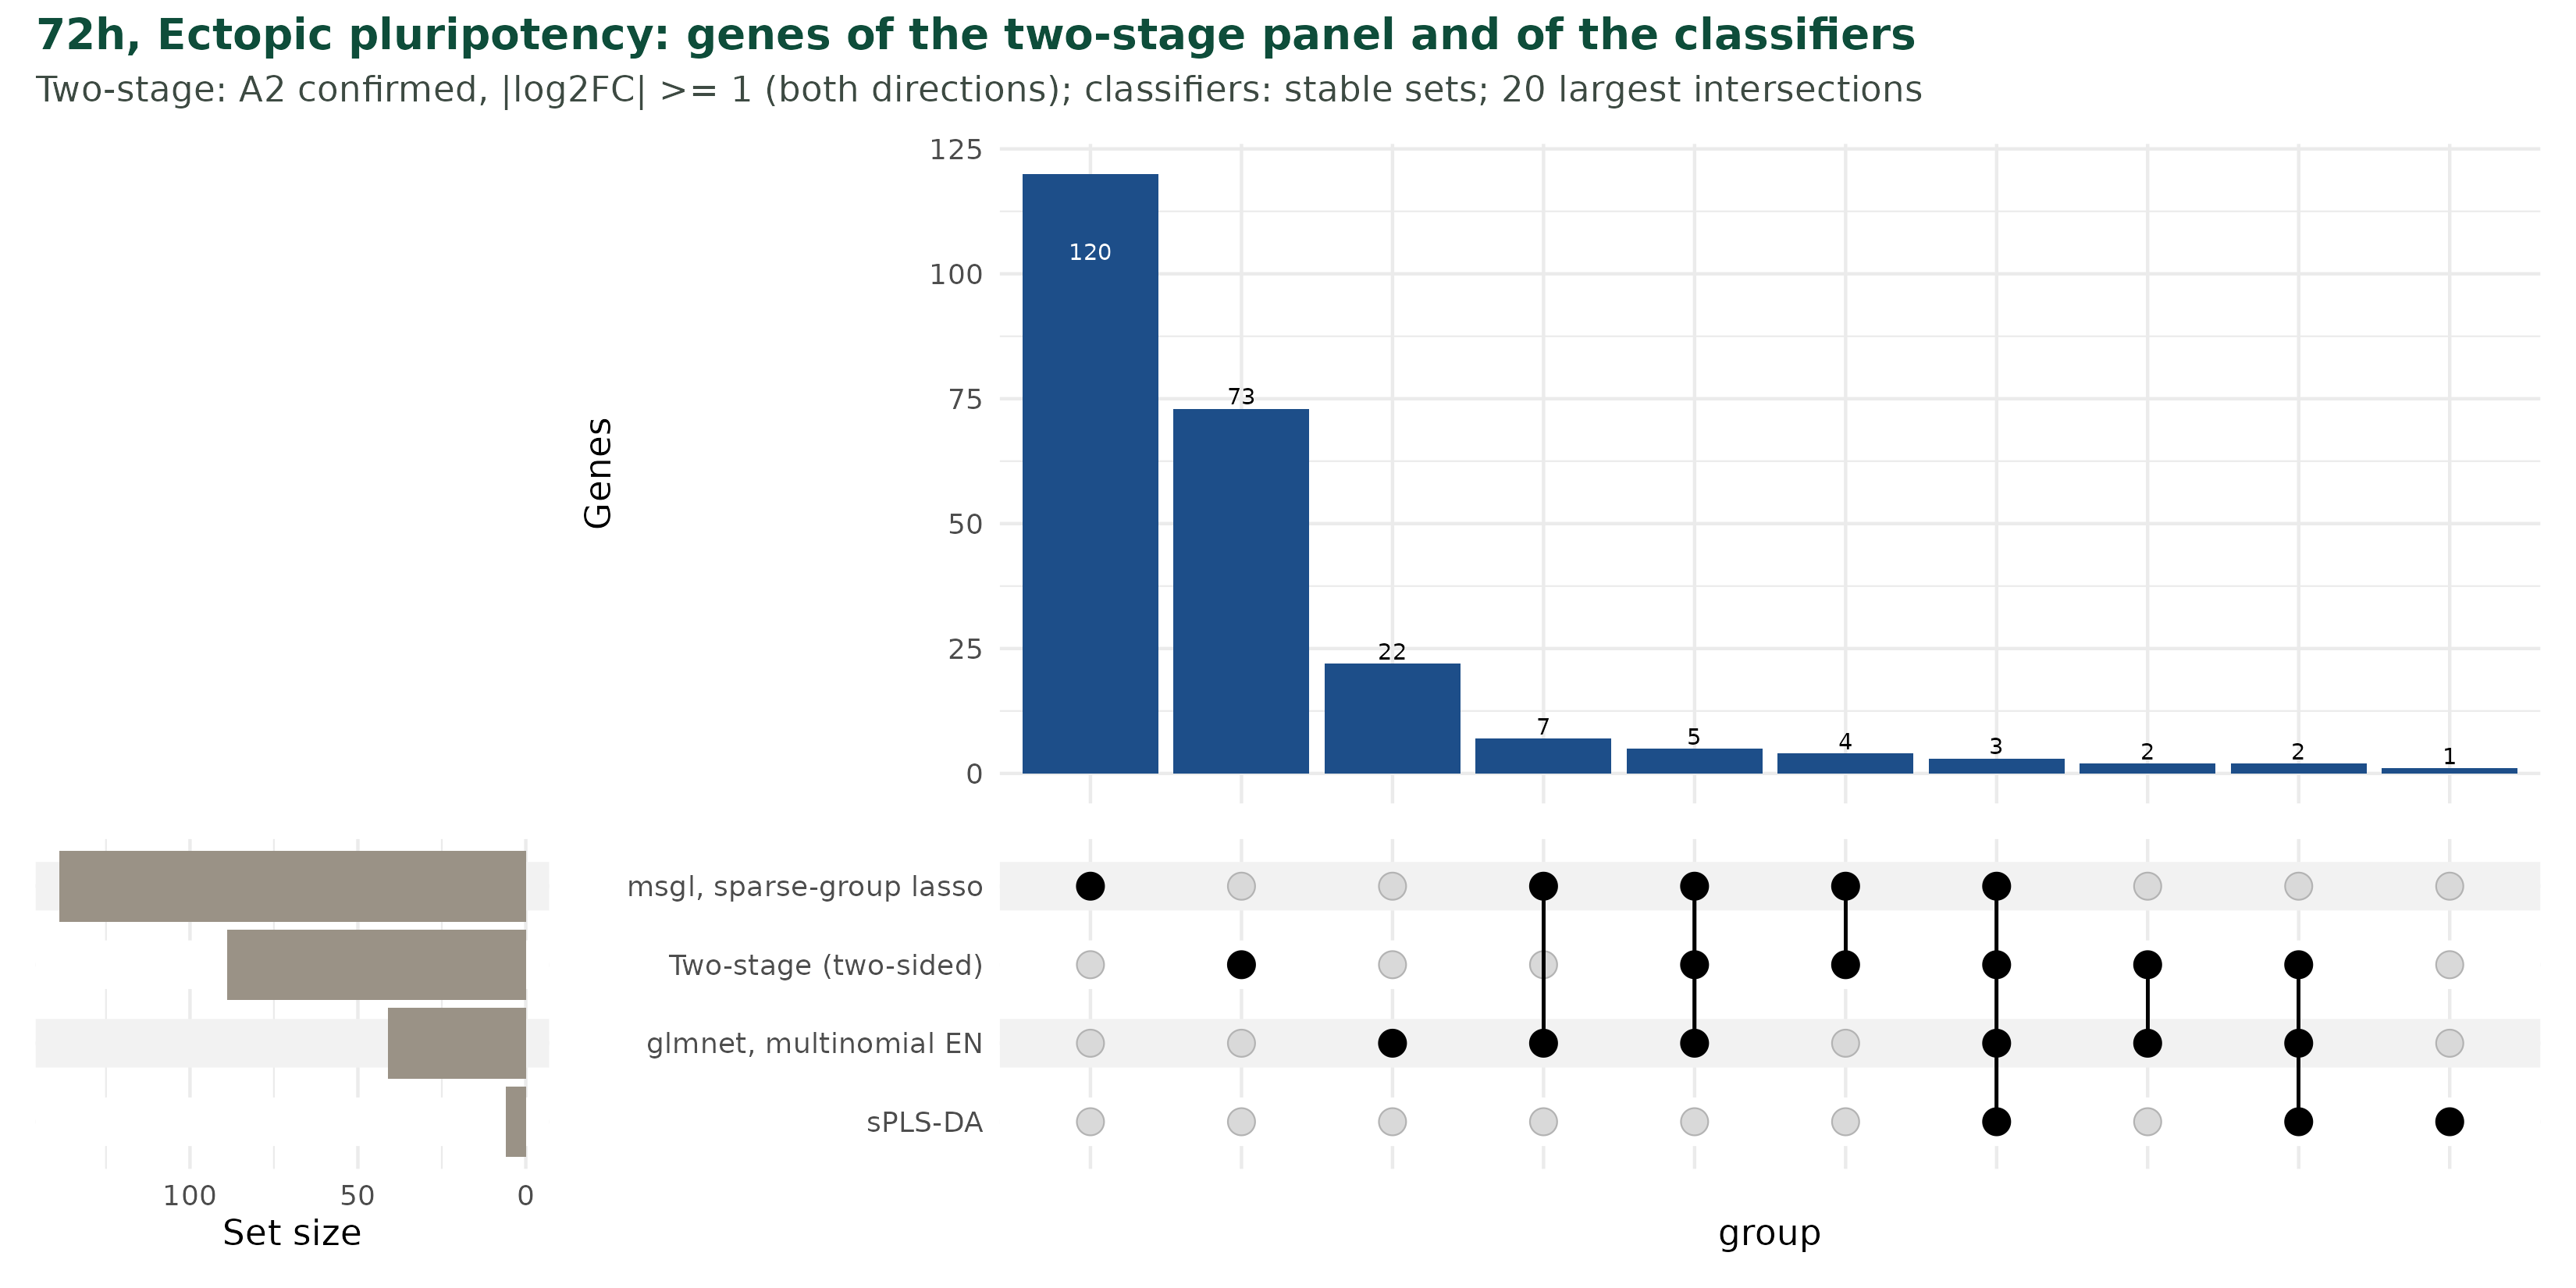 72h, Ectopic pluripotency: genes of the two-stage panel and of the classifiers
Two-stage: A2 confirmed, |log2FC| >= 1 (both directions); classifiers: stable sets; 20 largest intersections
Genes
125
100
75
50
25
0
120
73
22
7
5
4
3
2
2
1
msgl, sparse-group lasso
Two-stage (two-sided)
glmnet, multinomial EN
sPLS-DA
100
50
0
Set size
group